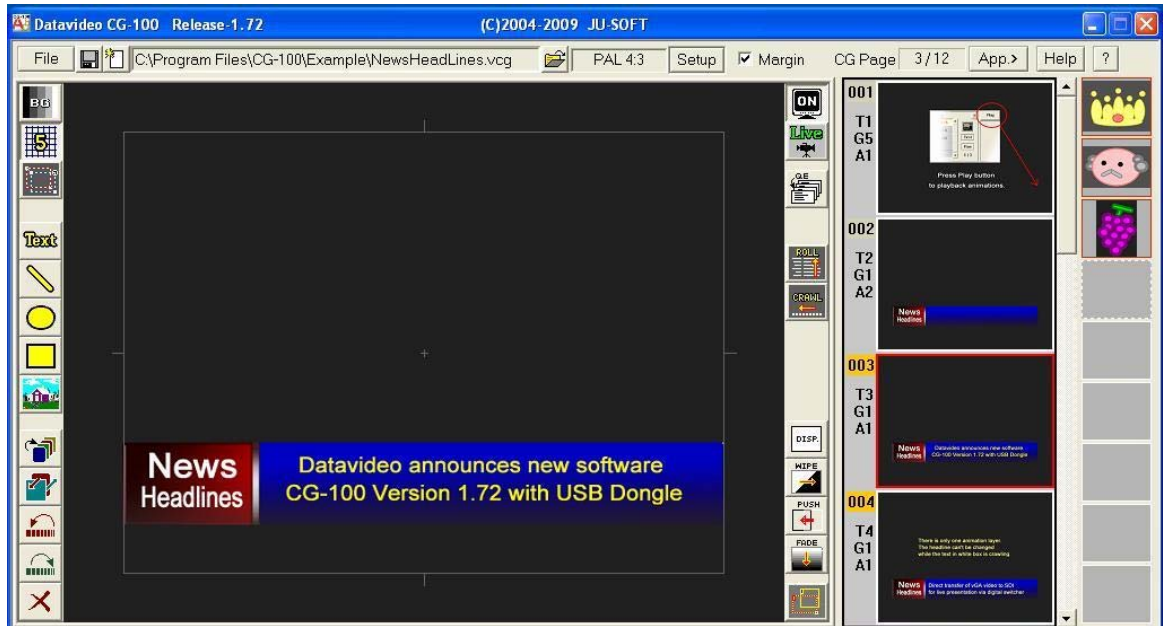 Datavideo CG-100 Release-1.72 (C)2004-2009 JU-SOFT
File C:\Program Files\CG-100\Example\NewsHeadLines.vcg PAL 4:3 Setup Margin CG Page 3/12 App.> Help ?
BG
5
Text
ON
Live
Q.E
ROLL
CRAWL
DISP.
WIPE
PUSH
FADE
News
Headlines
Datavideo announces new software
CG-100 Version 1.72 with USB Dongle
001
T1
G5
A1
Play
Press Play button
to playback animations.
002
T2
G1
A2
News
Headlines
003
T3
G1
A1
News
Headlines
Datavideo announces new software
CG-100 Version 1.72 with USB Dongle
004
T4
G1
A1
There is only one animation layer
The headline can't be changed
while the text in white box is crawling
News
Headlines
Direct transfer of VGA video to SDI
for live presentation via digital switcher